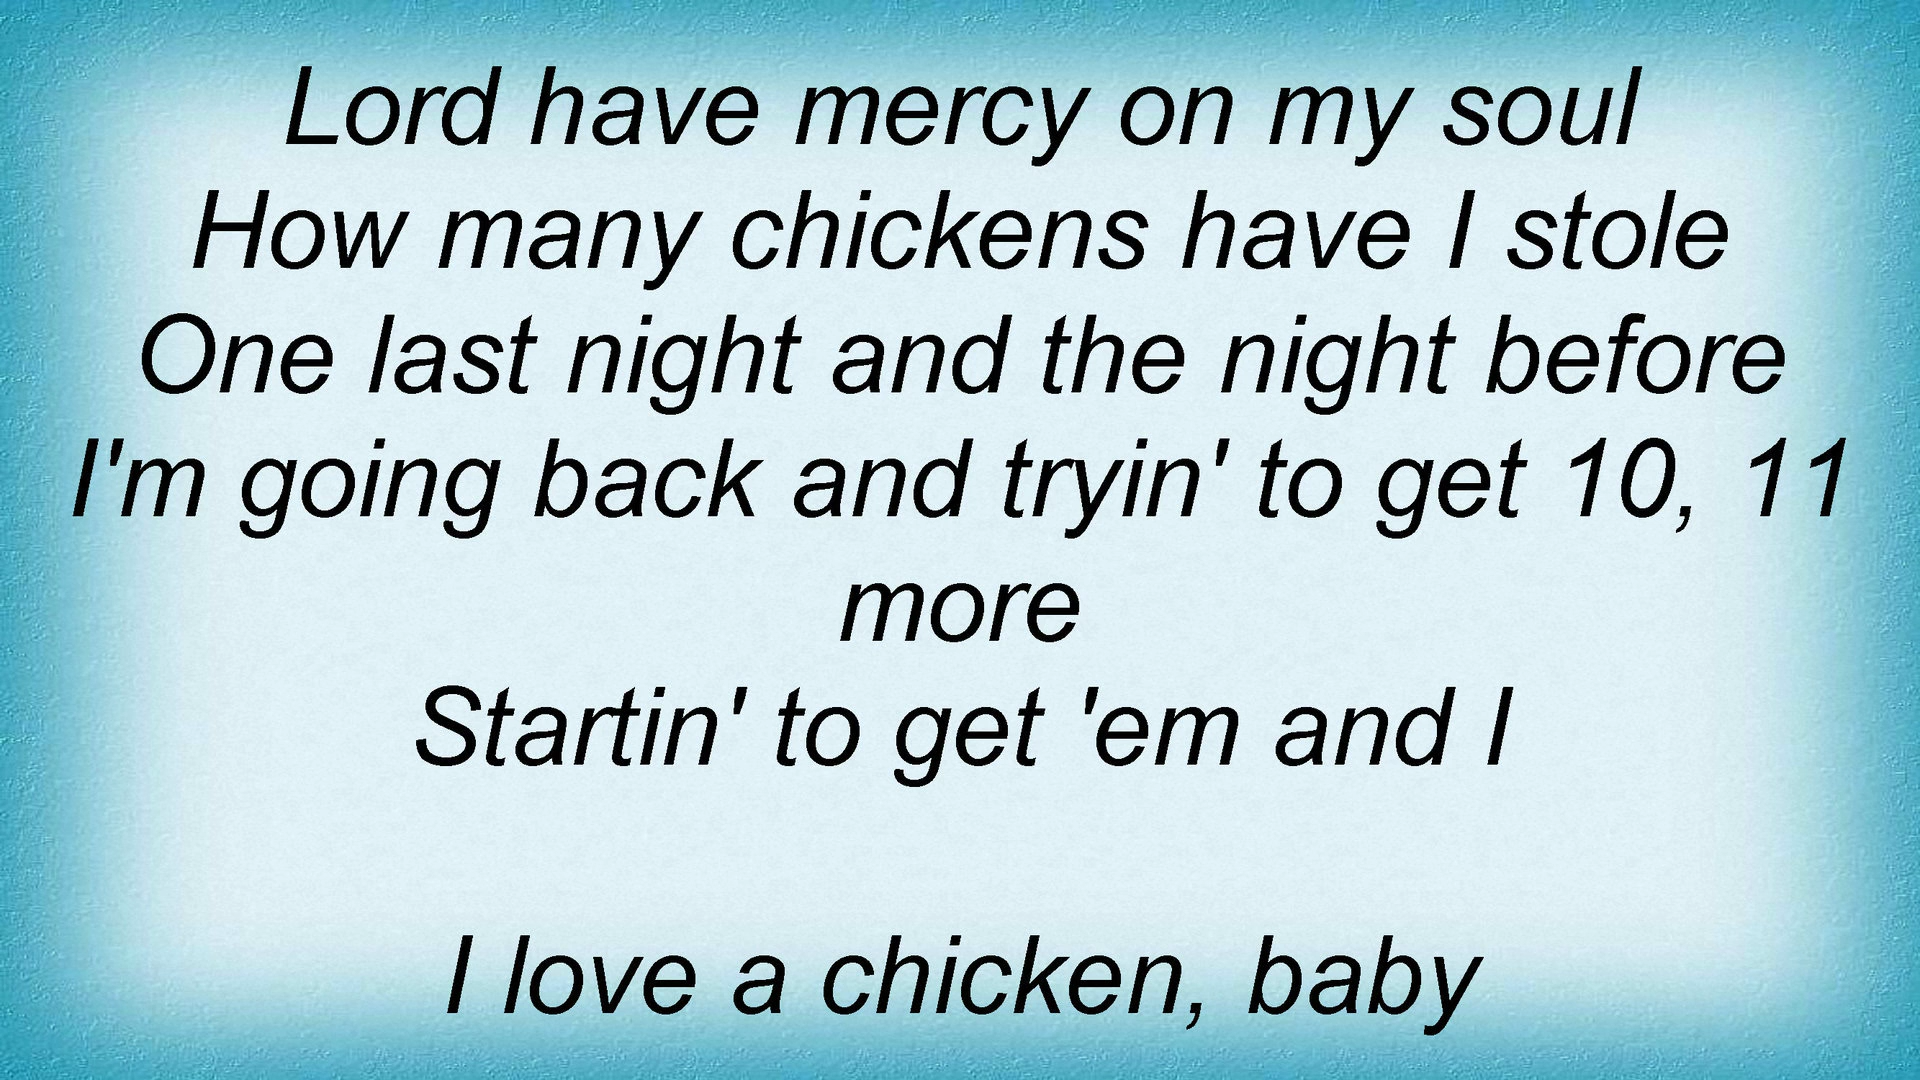 Lord have mercy on my soul
How many chickens have I stole
One last night and the night before
I'm going back and tryin' to get 10, 11
more
Startin' to get 'em and I
I love a chicken, baby